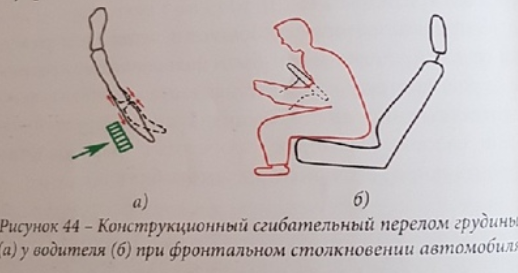 а) б)
Рисунок 44 – Конструкционный сгибательный перелом грудины
(а) у водителя (б) при фронтальном столкновении автомобиля